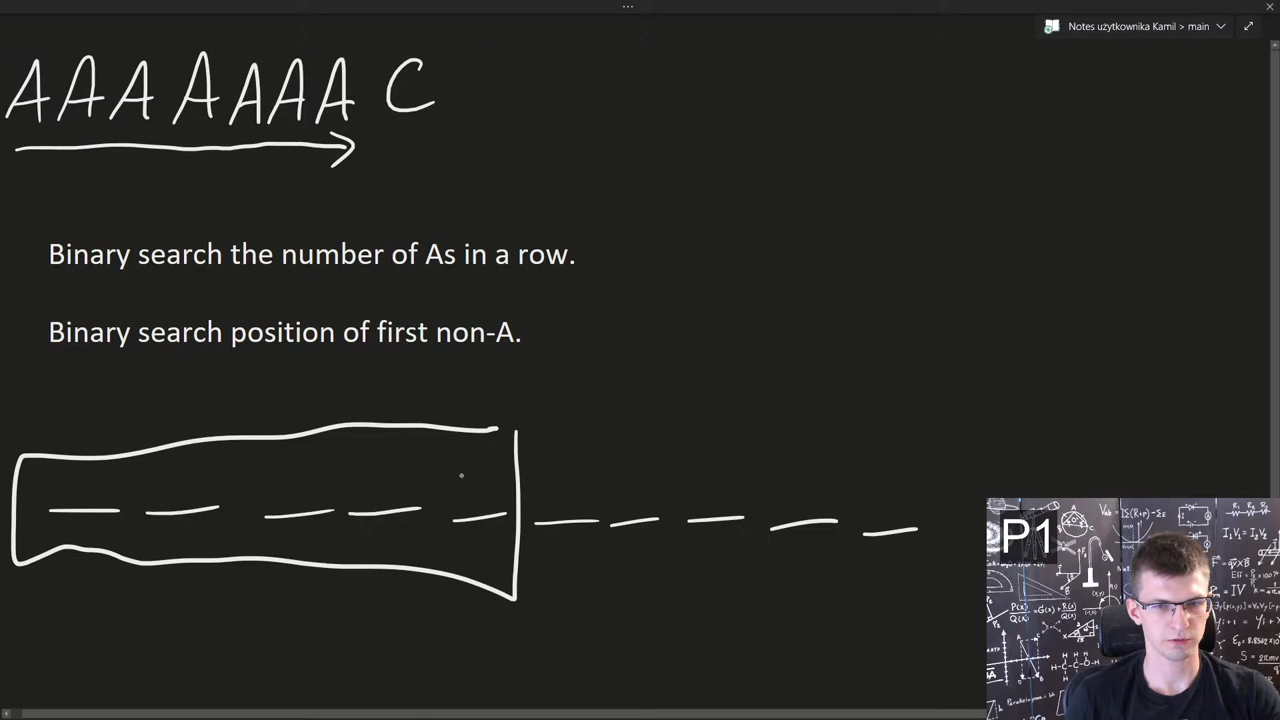 Notes użytkownika Kamil > main
AAAAAAA C
Binary search the number of As in a row.
Binary search position of first non-A.
P1